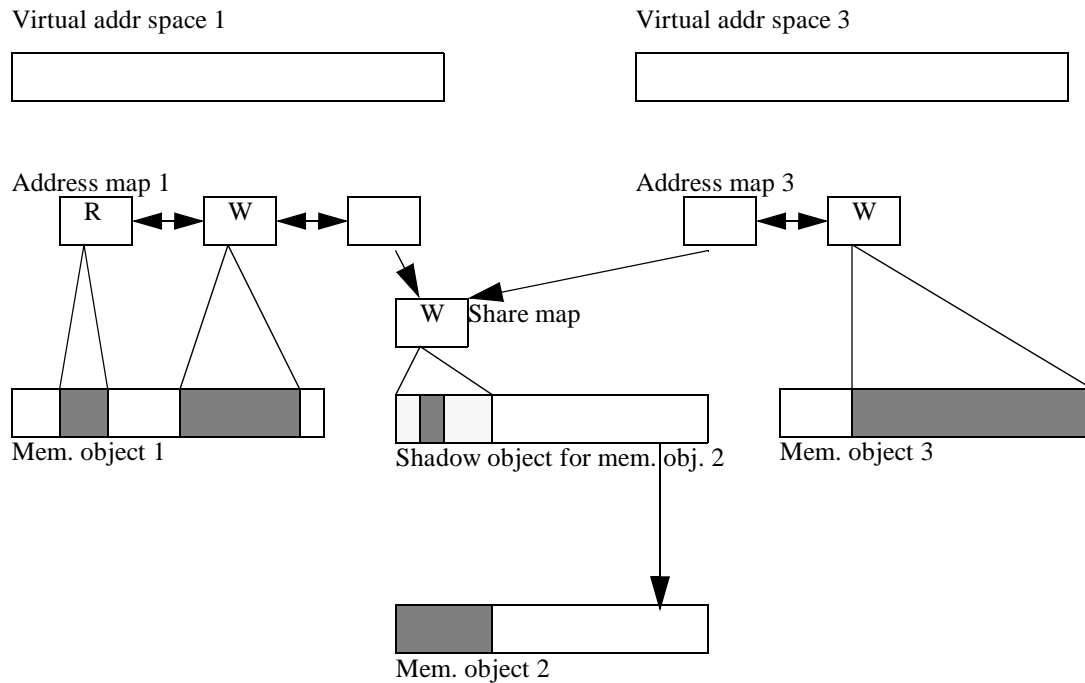 Virtual addr space 1
Virtual addr space 3
Address map 1
Address map 3
R
W
W
W
Share map
Mem. object 1
Shadow object for mem. obj. 2
Mem. object 3
Mem. object 2